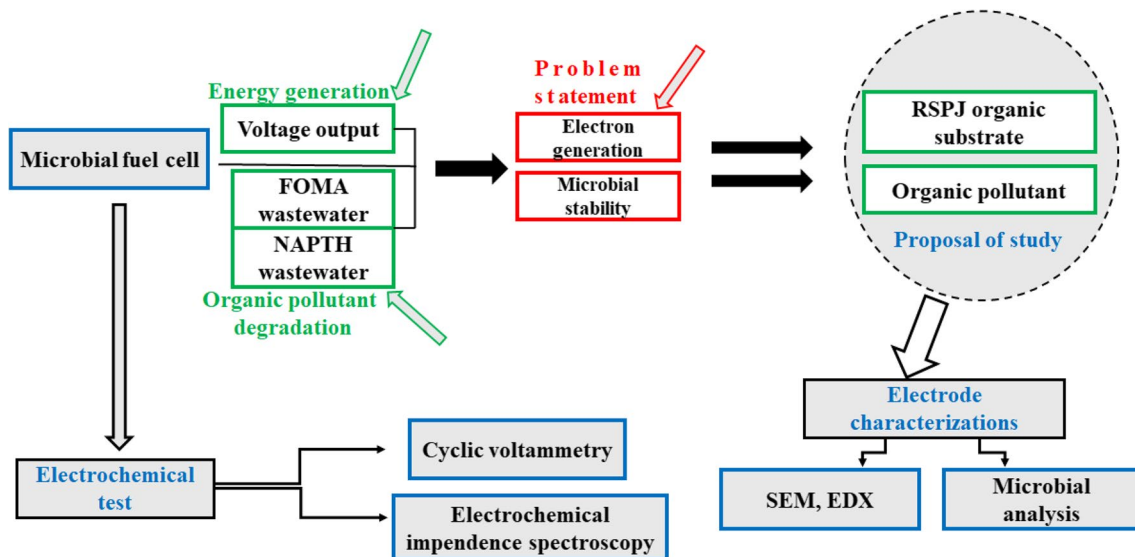 Microbial fuel cell
Energy generation
Voltage output
FOMA
wastewater
NAPTH
wastewater
Organic pollutant
degradation
Problem
statement
Electron
generation
Microbial
stability
RSPJ organic
substrate
Organic pollutant
Proposal of study
Electrode
characterizations
SEM, EDX
Microbial
analysis
Electrochemical
test
Cyclic voltammetry
Electrochemical
impendence spectroscopy